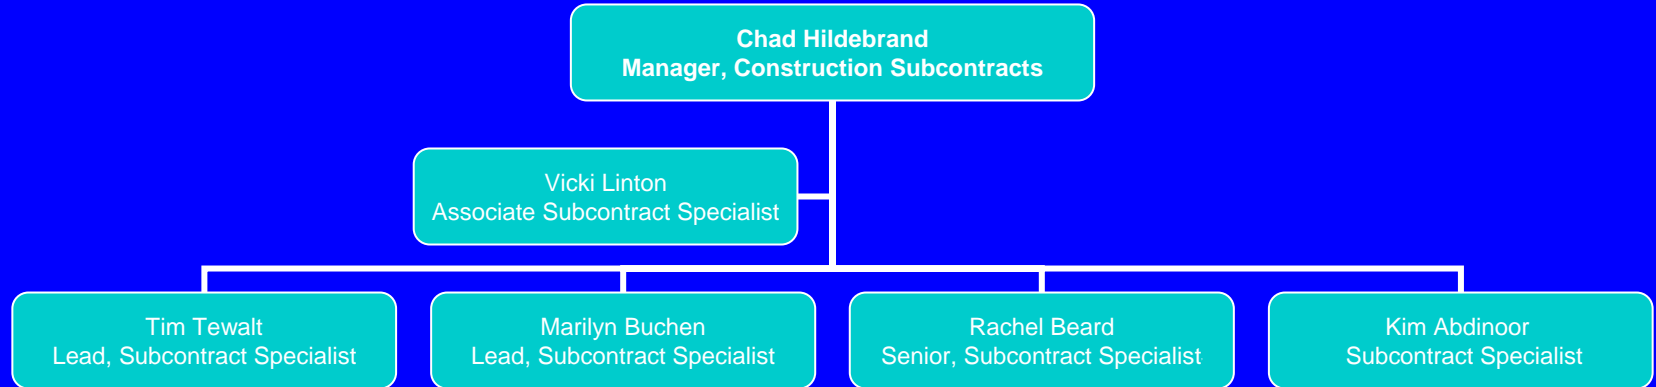 Chad Hildebrand
Manager, Construction Subcontracts
Vicki Linton
Associate Subcontract Specialist
Tim Tewalt
Lead, Subcontract Specialist
Marilyn Buchen
Lead, Subcontract Specialist
Rachel Beard
Senior, Subcontract Specialist
Kim Abdinoor
Subcontract Specialist